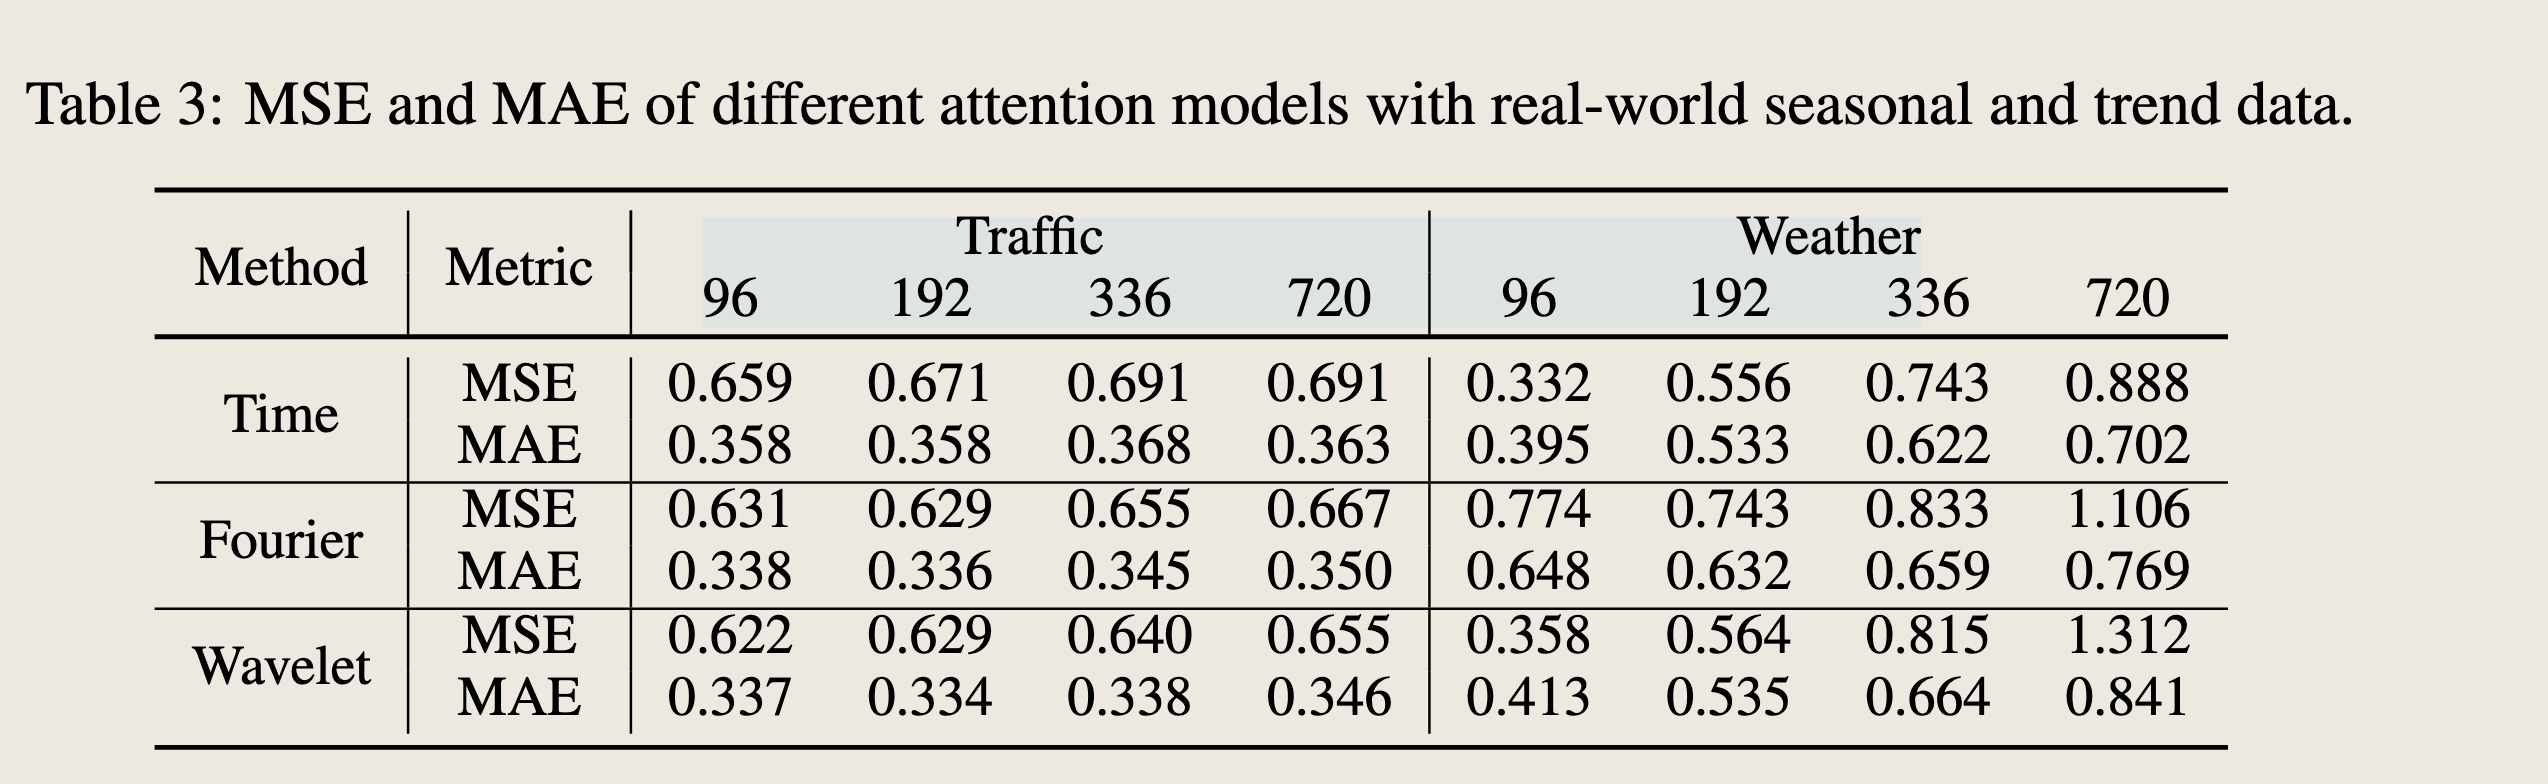 Table 3: MSE and MAE of different attention models with real-world seasonal and trend data.
Method Metric Traffic Weather
96 192 336 720 96 192 336 720
Time MSE 0.659 0.671 0.691 0.691 0.332 0.556 0.743 0.888
MAE 0.358 0.358 0.368 0.363 0.395 0.533 0.622 0.702
Fourier MSE 0.631 0.629 0.655 0.667 0.774 0.743 0.833 1.106
MAE 0.338 0.336 0.345 0.350 0.648 0.632 0.659 0.769
Wavelet MSE 0.622 0.629 0.640 0.655 0.358 0.564 0.815 1.312
MAE 0.337 0.334 0.338 0.346 0.413 0.535 0.664 0.841